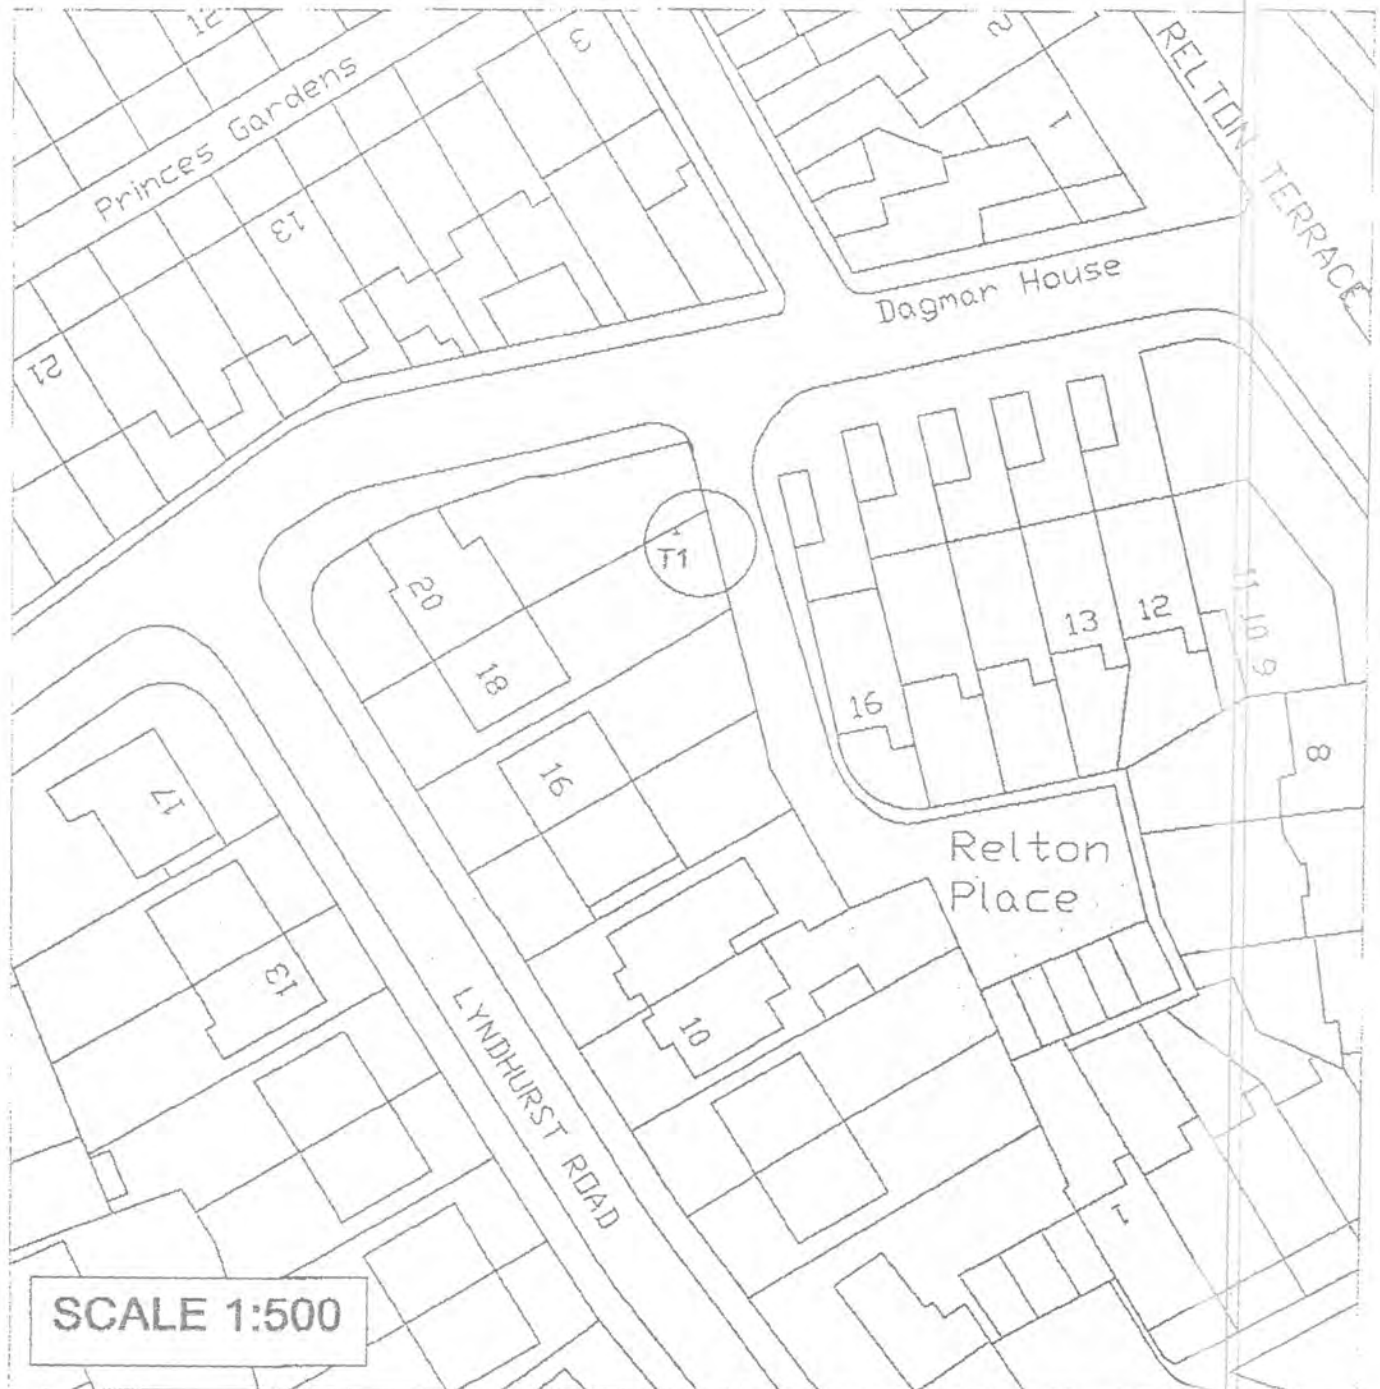 12
3
2
RELTON TERRACE
Princes Gardens
1
13
Dagmar House
21
T1
20
18
13
12
11 10 9
16
16
8
17
Relton
Place
13
10
LYNDHURST ROAD
1
SCALE 1:500